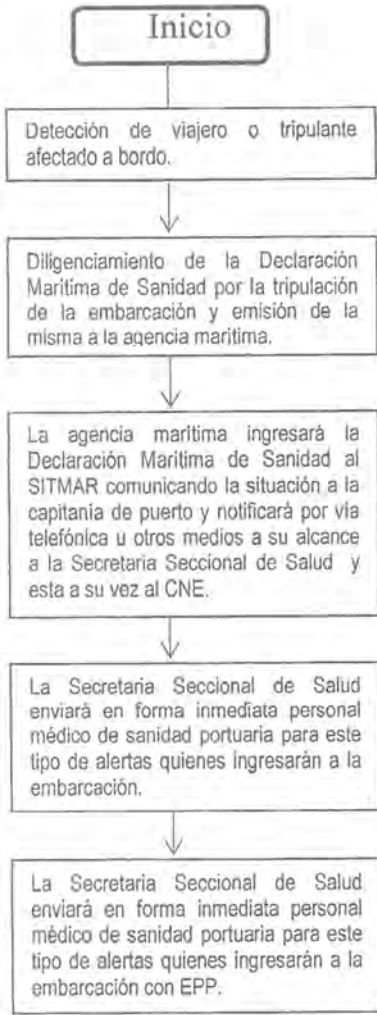 Inicio
Detección de viajero o tripulante
afectado a bordo.
Diligenciamiento de la Declaración
Marítima de Sanidad por la tripulación
de la embarcación y emisión de la
misma a la agencia marítima.
La agencia marítima ingresará la
Declaración Marítima de Sanidad al
SITMAR comunicando la situación a la
capitanía de puerto y notificará por vía
telefónica u otros medios a su alcance
a la Secretaria Seccional de Salud y
esta a su vez al CNE.
La Secretaria Seccional de Salud
enviará en forma inmediata personal
médico de sanidad portuaria para este
tipo de alertas quienes ingresarán a la
embarcación.
La Secretaria Seccional de Salud
enviará en forma inmediata personal
médico de sanidad portuaria para este
tipo de alertas quienes ingresarán a la
embarcación con EPP.